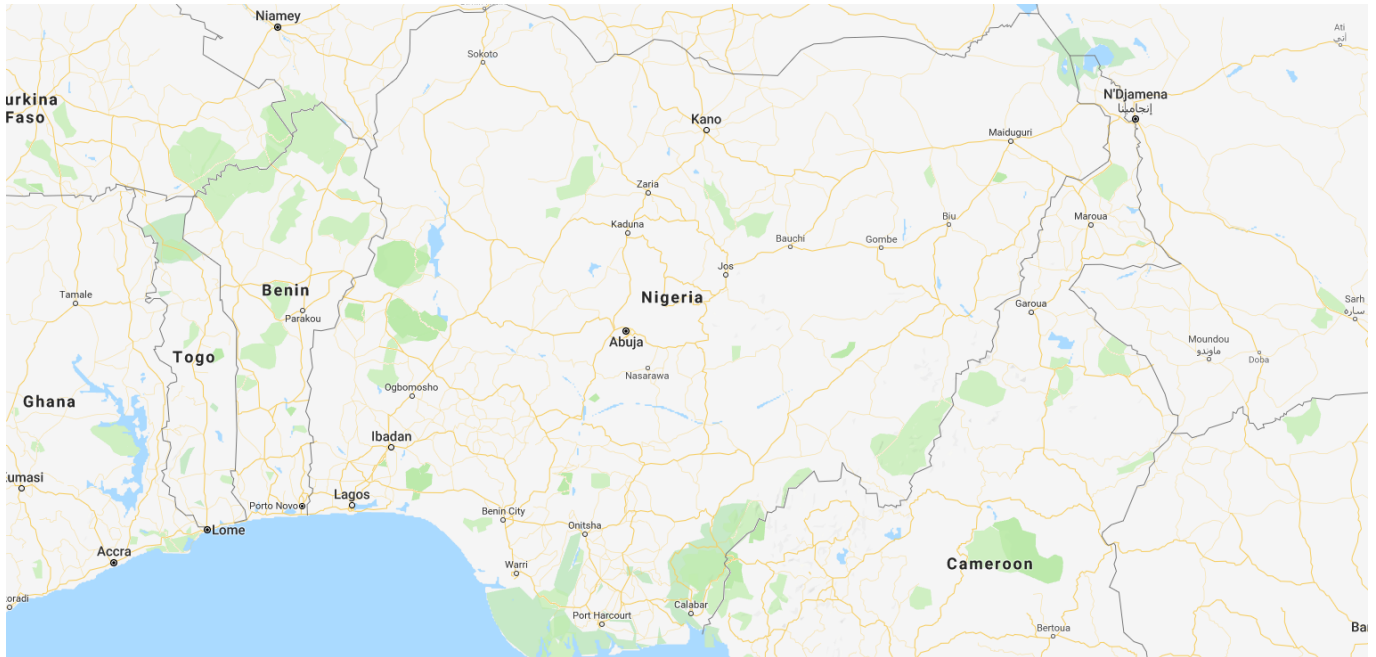 Niamey
Ati
أتي
Sokoto
urkina
Faso
N'Djamena
إنجامينا
Kano
Maiduguri
Zaria
Kaduna
Biu
Maroua
Bauchi
Gombe
Jos
Benin
Tamale
Nigeria
Garoua
Sarh
ساره
Parakou
Abuja
Moundou
ماوندو
Togo
Doba
Nasarawa
Ogbomosho
Ghana
Ibadan
umasi
Lagos
Porto Novo
Benin City
Lome
Onitsha
Accra
Warri
Cameroon
oradi
Calabar
Port Harcourt
Bertoua
Ba